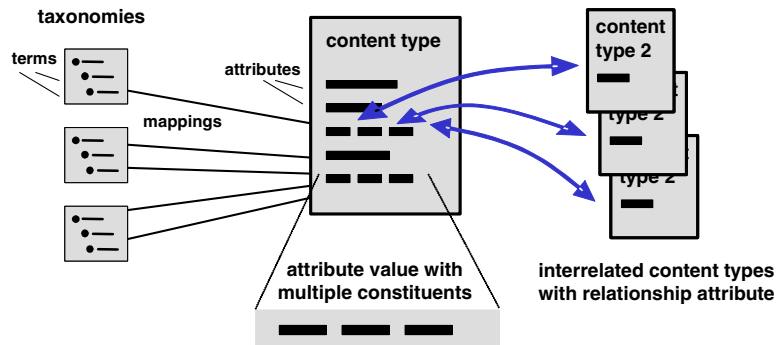 taxonomies
terms
mappings
attributes
content type
content
type 2
type 2
type 2
attribute value with
multiple constituents
interrelated content types
with relationship attribute